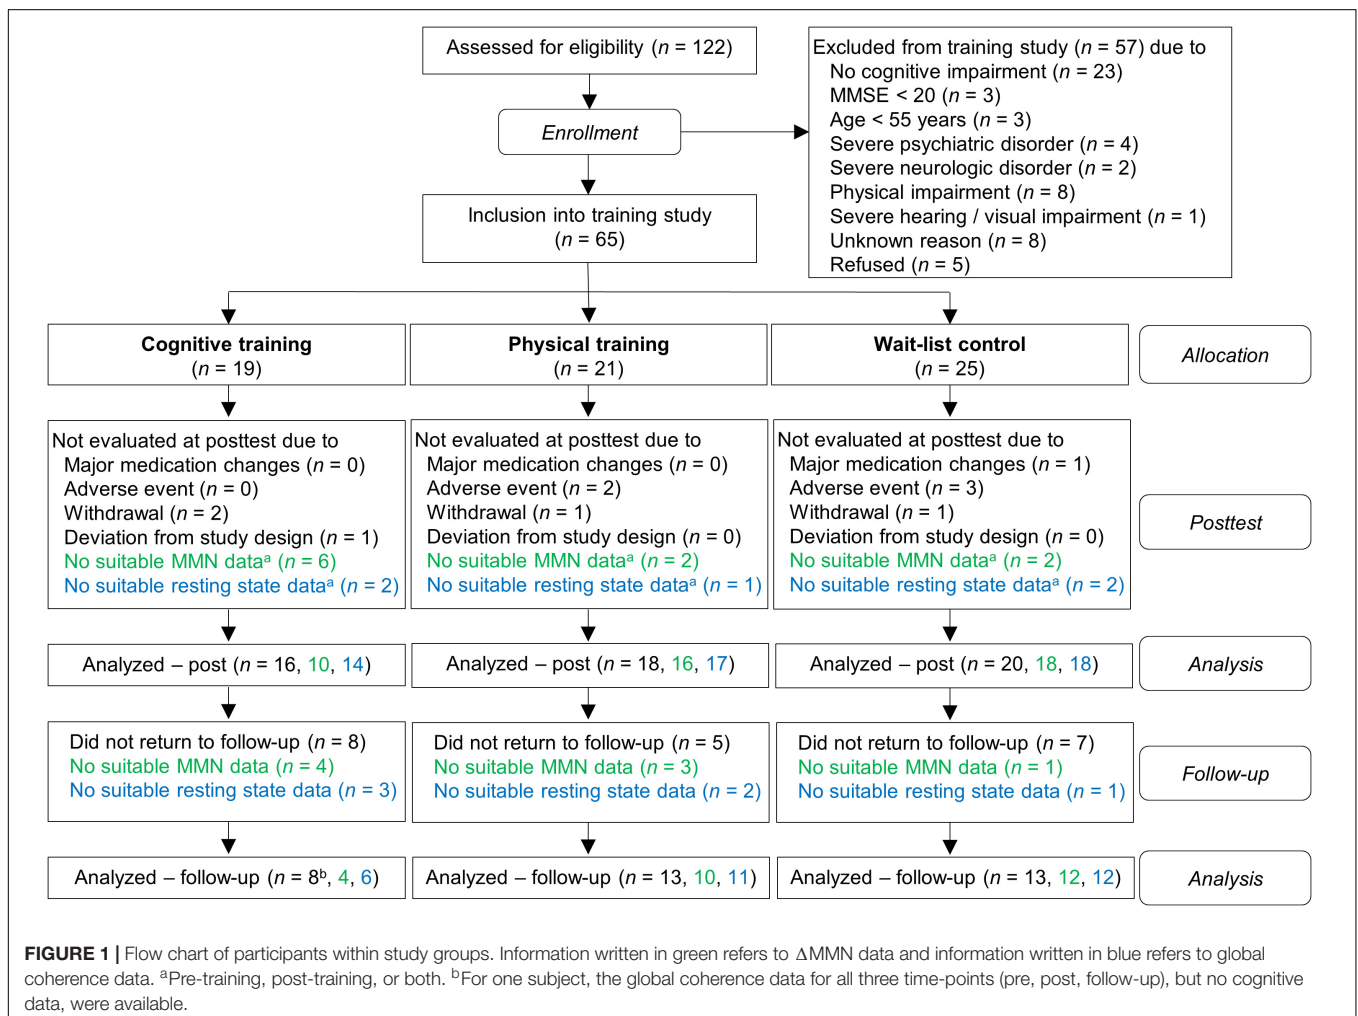 Assessed for eligibility (n = 122)
Excluded from training study (n = 57) due to
No cognitive impairment (n = 23)
MMSE < 20 (n = 3)
Age < 55 years (n = 3)
Severe psychiatric disorder (n = 4)
Severe neurologic disorder (n = 2)
Physical impairment (n = 8)
Severe hearing / visual impairment (n = 1)
Unknown reason (n = 8)
Refused (n = 5)
Enrollment
Inclusion into training study
(n = 65)
Cognitive training
(n = 19)
Physical training
(n = 21)
Wait-list control
(n = 25)
Allocation
Not evaluated at posttest due to
Major medication changes (n = 0)
Adverse event (n = 0)
Withdrawal (n = 2)
Deviation from study design (n = 1)
No suitable MMN dataᵃ (n = 6)
No suitable resting state dataᵃ (n = 2)
Not evaluated at posttest due to
Major medication changes (n = 0)
Adverse event (n = 2)
Withdrawal (n = 1)
Deviation from study design (n = 0)
No suitable MMN dataᵃ (n = 2)
No suitable resting state dataᵃ (n = 1)
Not evaluated at posttest due to
Major medication changes (n = 1)
Adverse event (n = 3)
Withdrawal (n = 1)
Deviation from study design (n = 0)
No suitable MMN dataᵃ (n = 2)
No suitable resting state dataᵃ (n = 2)
Posttest
Analyzed – post (n = 16, 10, 14)
Analyzed – post (n = 18, 16, 17)
Analyzed – post (n = 20, 18, 18)
Analysis
Did not return to follow-up (n = 8)
No suitable MMN data (n = 4)
No suitable resting state data (n = 3)
Did not return to follow-up (n = 5)
No suitable MMN data (n = 3)
No suitable resting state data (n = 2)
Did not return to follow-up (n = 7)
No suitable MMN data (n = 1)
No suitable resting state data (n = 1)
Follow-up
Analyzed – follow-up (n = 8ᵇ, 4, 6)
Analyzed – follow-up (n = 13, 10, 11)
Analyzed – follow-up (n = 13, 12, 12)
Analysis
FIGURE 1 | Flow chart of participants within study groups. Information written in green refers to ΔMMN data and information written in blue refers to global
coherence data. ᵃPre-training, post-training, or both. ᵇFor one subject, the global coherence data for all three time-points (pre, post, follow-up), but no cognitive
data, were available.